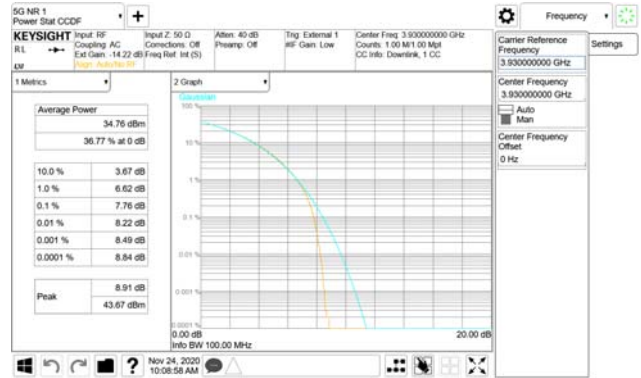 5G NR 1
Power Stat CCDF
Frequency
KEYSIGHT
RL
Input: RF
Coupling: AC
Ext Gain: -14.22 dB
Align: Auto/No RF
Input Z: 50 Ω
Corrections: Off
Freq Ref: Int (S)
Atten: 40 dB
Preamp: Off
Trig: External 1
#IF Gain: Low
Center Freq: 3.930000000 GHz
Counts: 1.00 M/1.00 Mpt
CC Info: Downlink, 1 CC
Carrier Reference
Frequency
3.930000000 GHz
Settings
Center Frequency
3.930000000 GHz
Auto
Man
Center Frequency
Offset
0 Hz
1 Metrics
Average Power
34.76 dBm
36.77 % at 0 dB
10.0 % 3.67 dB
1.0 % 6.62 dB
0.1 % 7.76 dB
0.01 % 8.22 dB
0.001 % 8.49 dB
0.0001 % 8.84 dB
Peak
8.91 dB
43.67 dBm
2 Graph
Gaussian
100 %
10 %
1 %
0.1 %
0.01 %
0.001 %
0.0001 %
0.00 dB
20.00 dB
Info BW 100.00 MHz
Nov 24, 2020
10:08:58 AM